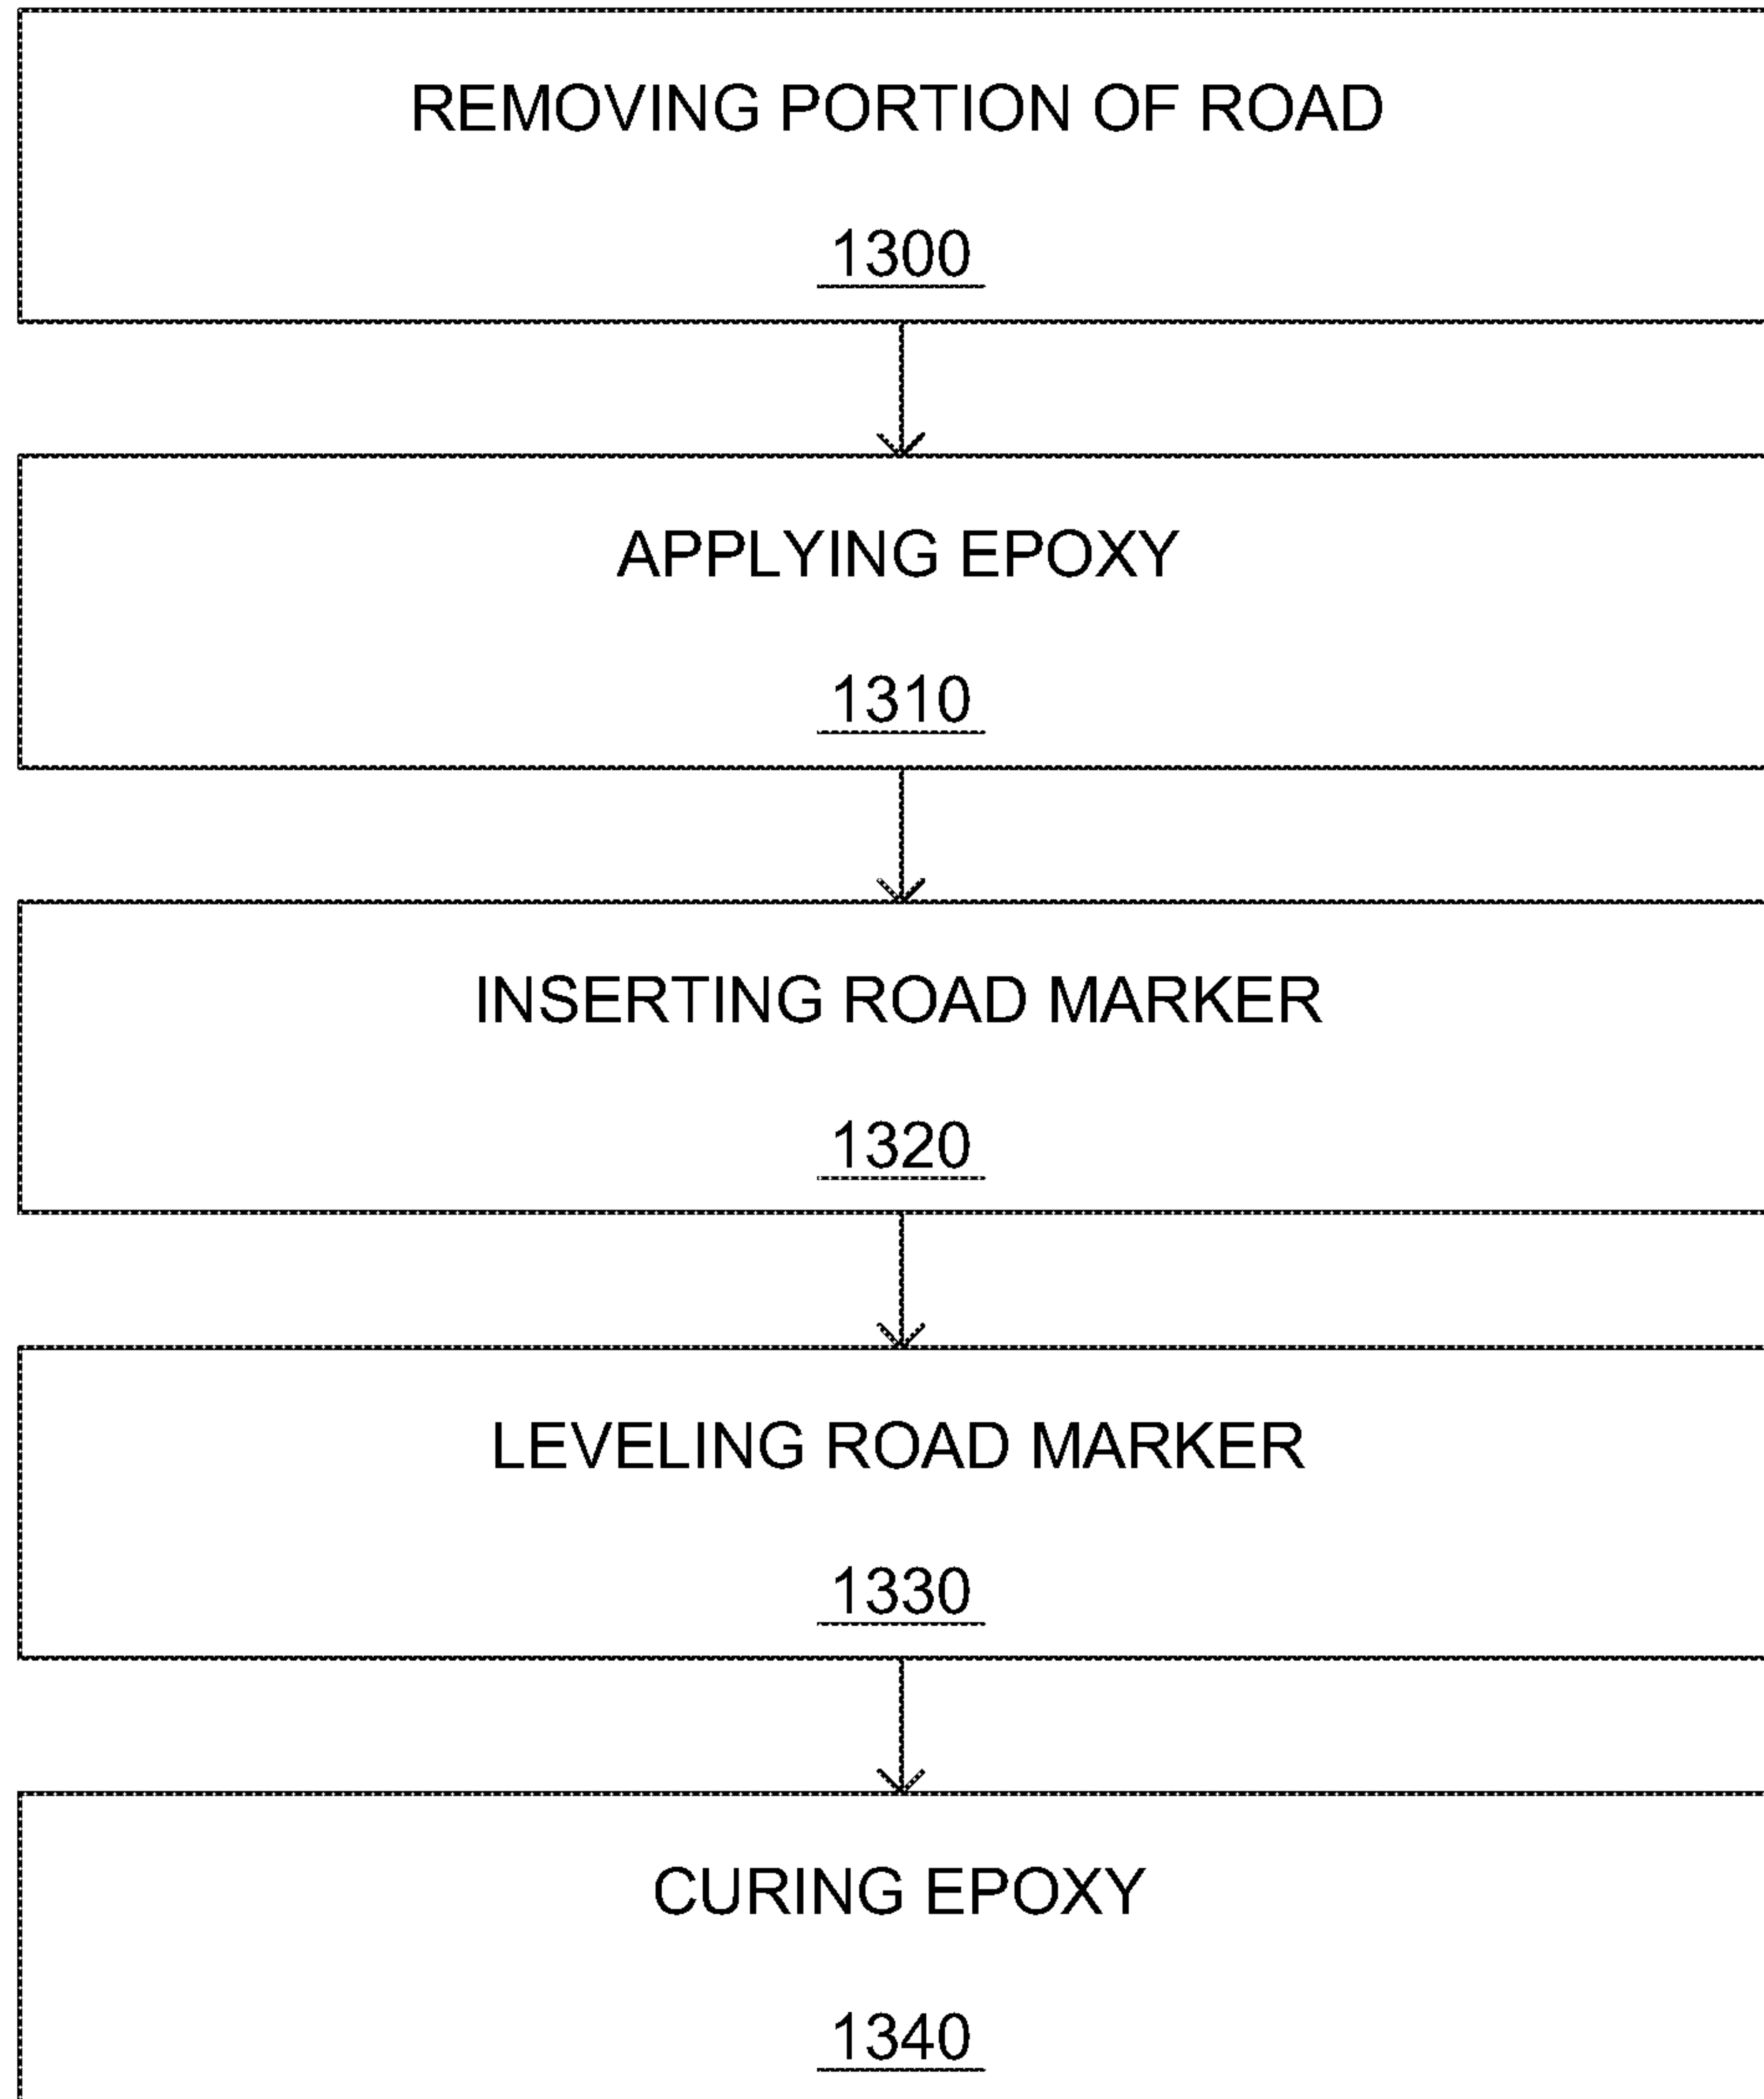 REMOVING PORTION OF ROAD
1300
APPLYING EPOXY
1310
INSERTING ROAD MARKER
1320
LEVELING ROAD MARKER
1330
CURING EPOXY
1340